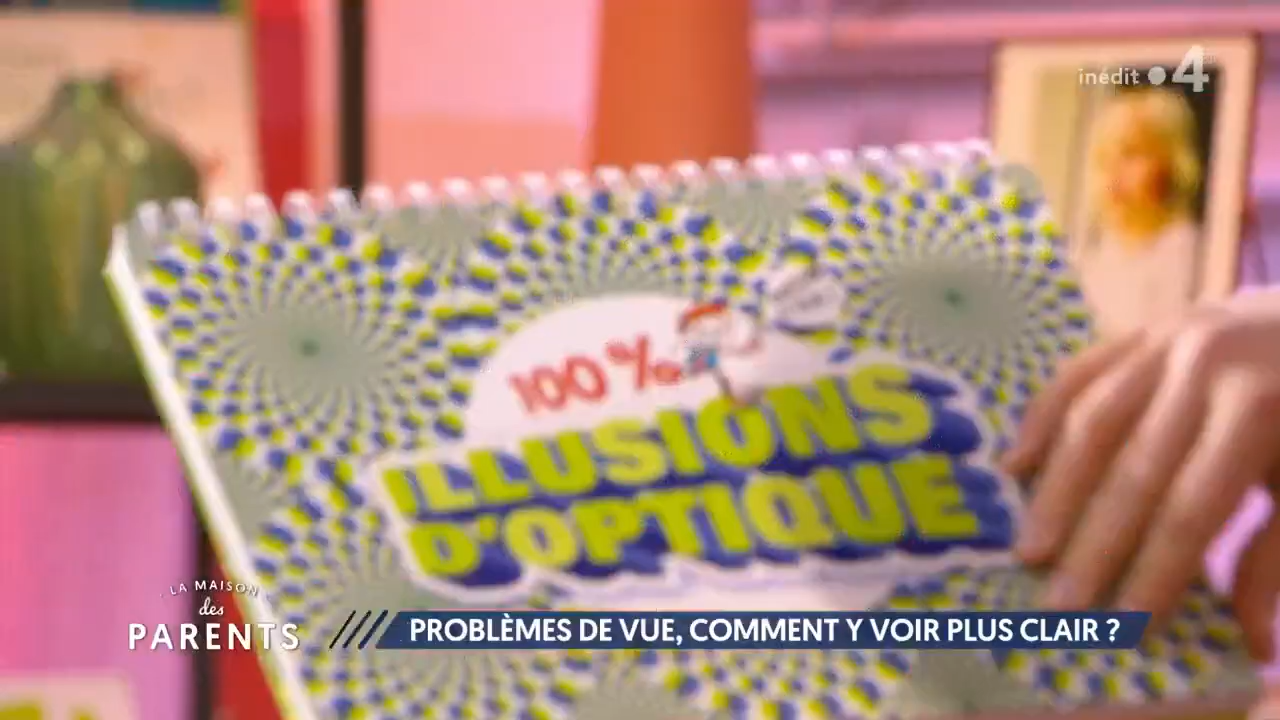 inédit 4
100 %
ILLUSIONS
D'OPTIQUE
LA MAISON
des
PARENTS
PROBLÈMES DE VUE, COMMENT Y VOIR PLUS CLAIR ?